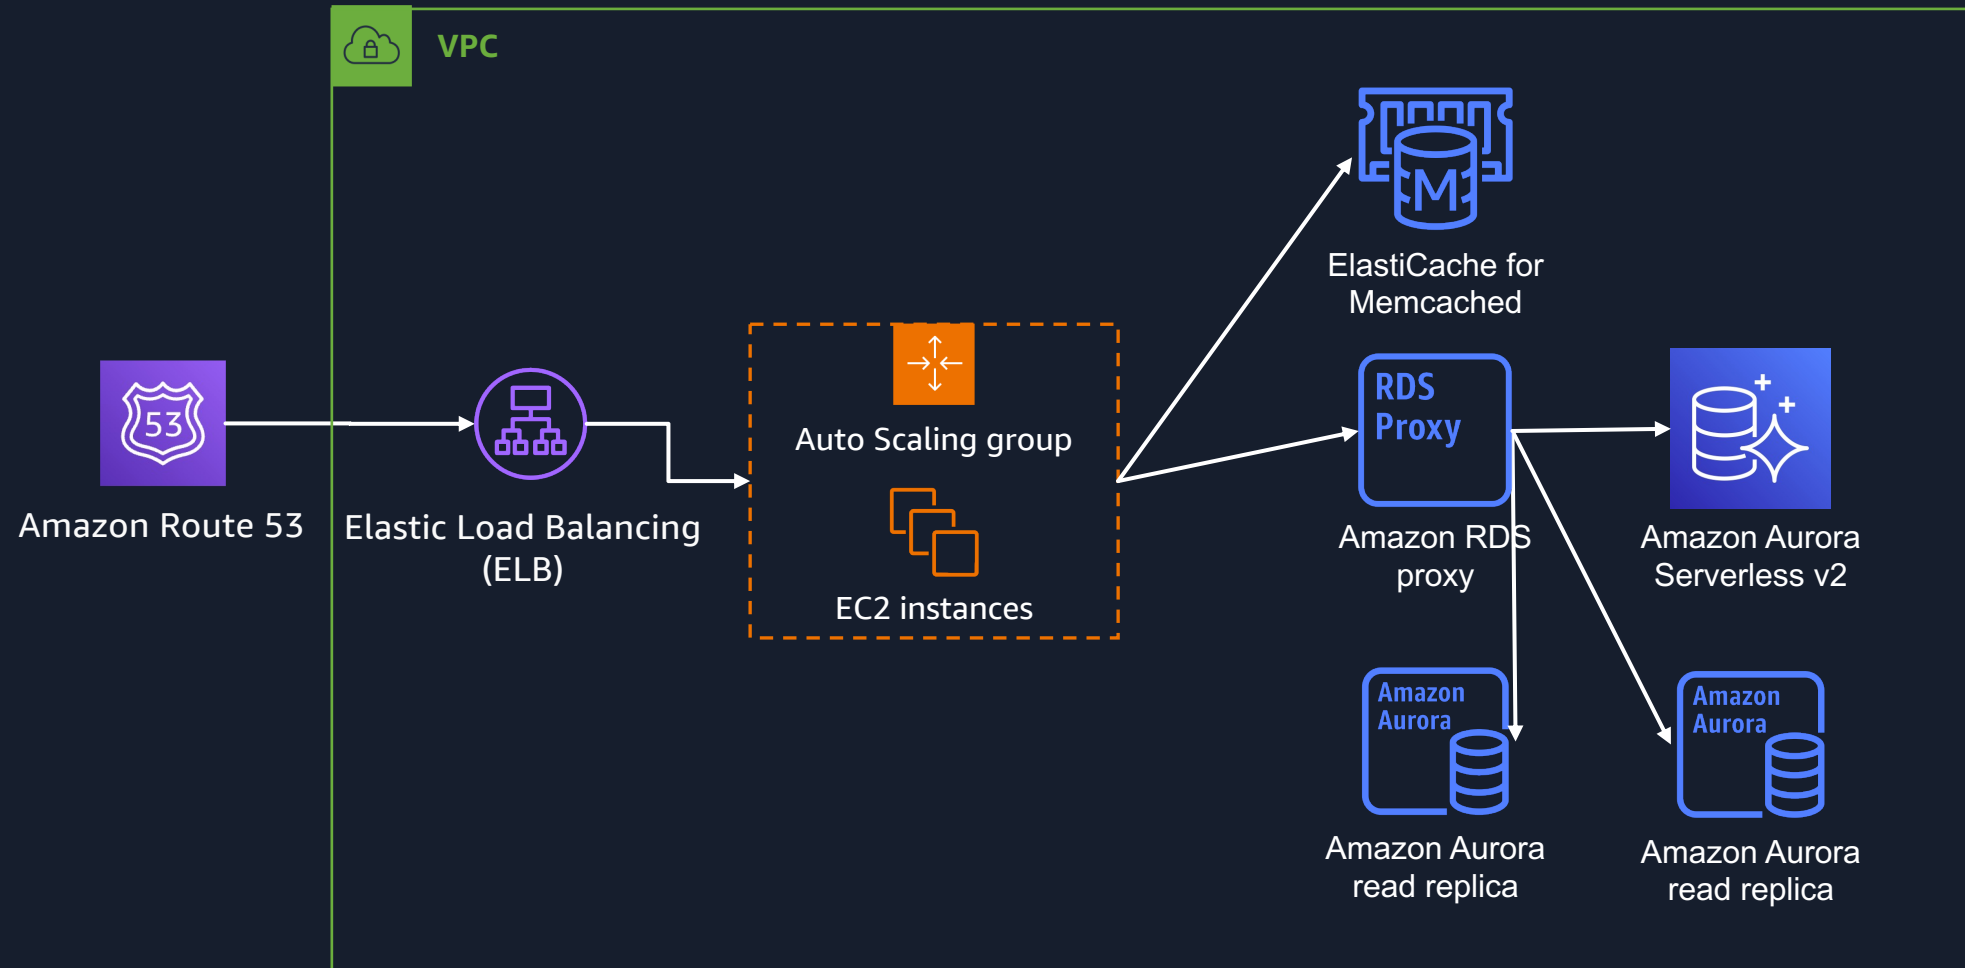 VPC
53
Amazon Route 53
Elastic Load Balancing
(ELB)
Auto Scaling group
EC2 instances
M
ElastiCache for
Memcached
RDS
Proxy
Amazon RDS
proxy
Amazon Aurora
Serverless v2
Amazon
Aurora
Amazon Aurora
read replica
Amazon
Aurora
Amazon Aurora
read replica